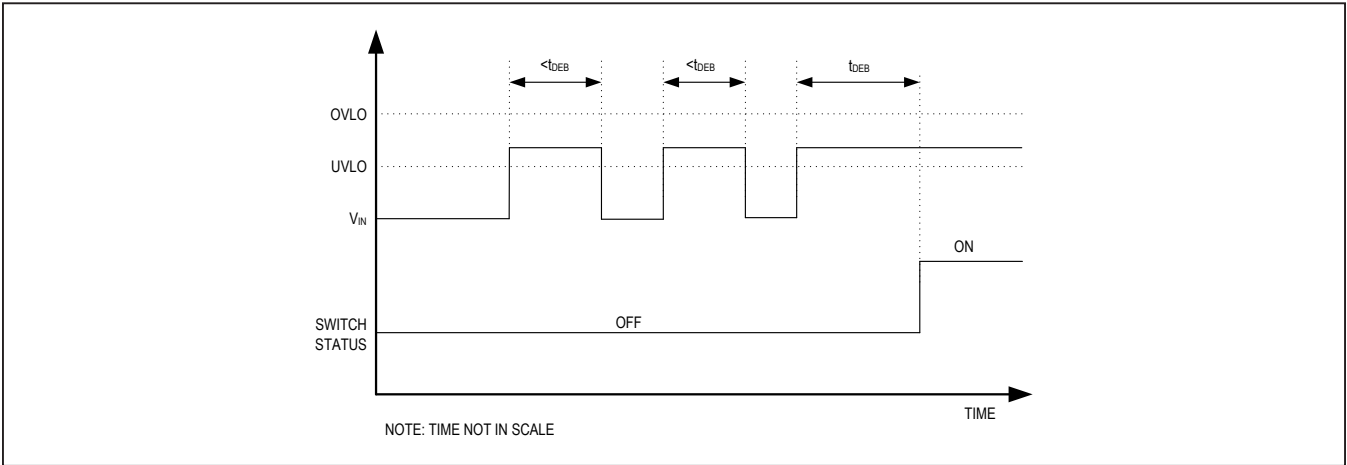 <tDEB
<tDEB
tDEB
OVLO
UVLO
VIN
ON
OFF
SWITCH
STATUS
TIME
NOTE: TIME NOT IN SCALE